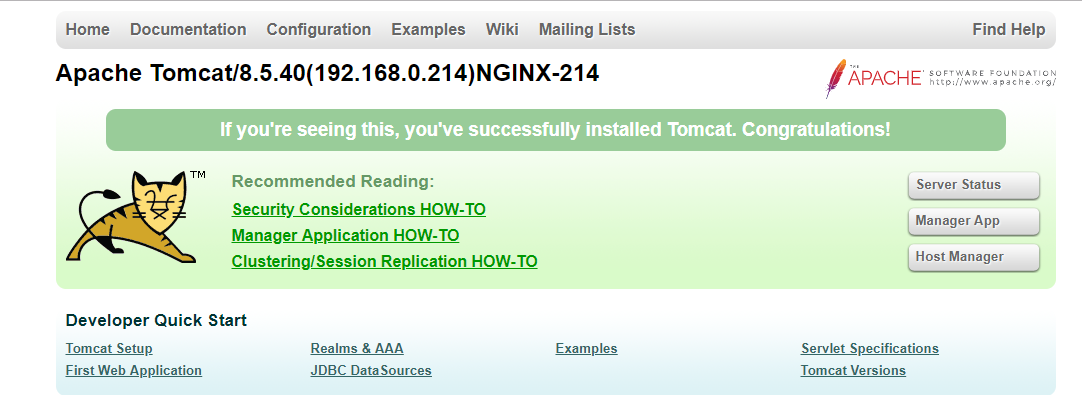 Home Documentation Configuration Examples Wiki Mailing Lists Find Help
Apache Tomcat/8.5.40(192.168.0.214)NGINX-214
THE
APACHE SOFTWARE FOUNDATION
http://www.apache.org/
If you're seeing this, you've successfully installed Tomcat. Congratulations!
TM
Recommended Reading:
Security Considerations HOW-TO
Manager Application HOW-TO
Clustering/Session Replication HOW-TO
Server Status
Manager App
Host Manager
Developer Quick Start
Tomcat Setup Realms & AAA Examples Servlet Specifications
First Web Application JDBC DataSources Tomcat Versions